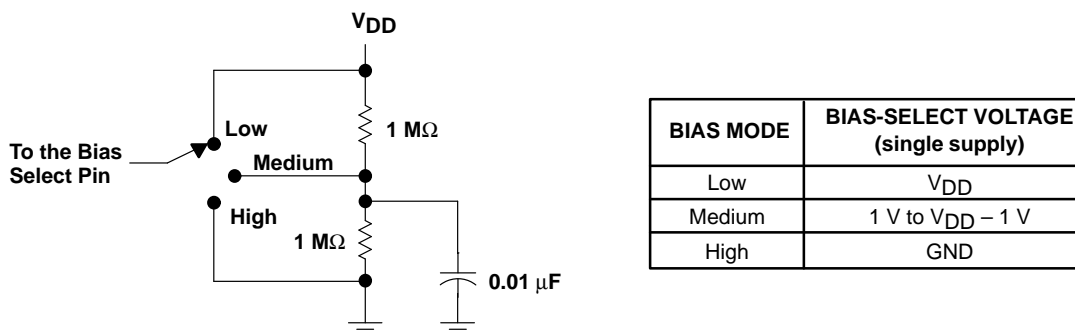 VDD
Low
1 MΩ
To the Bias
Select Pin
Medium
High
1 MΩ
0.01 μF
BIAS MODE
BIAS-SELECT VOLTAGE
(single supply)
Low
VDD
Medium
1 V to VDD – 1 V
High
GND